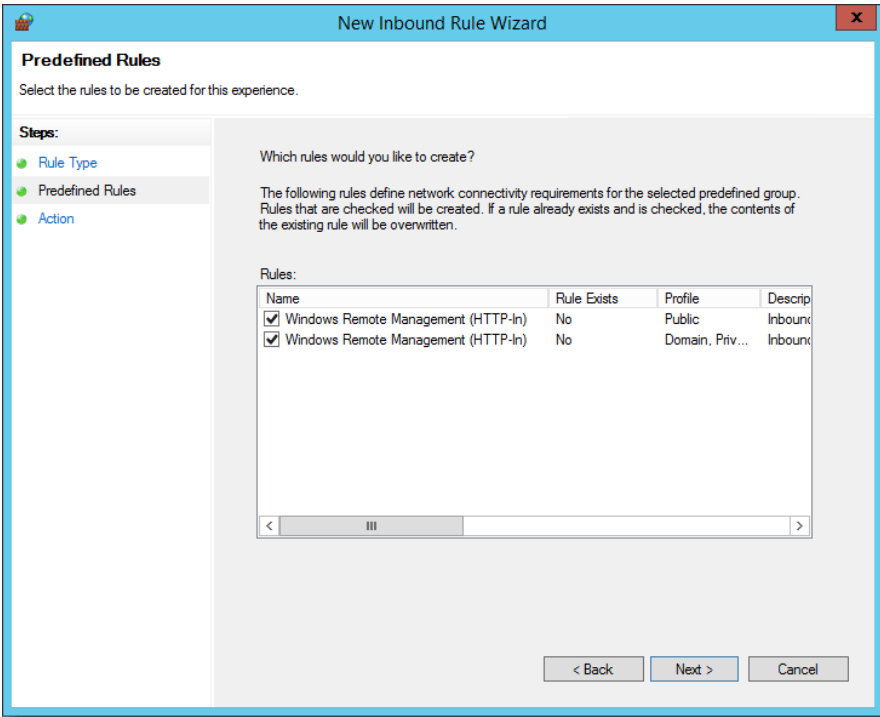 New Inbound Rule Wizard
x
Predefined Rules
Select the rules to be created for this experience.
Steps:
Rule Type
Predefined Rules
Action
Which rules would you like to create?
The following rules define network connectivity requirements for the selected predefined group.
Rules that are checked will be created. If a rule already exists and is checked, the contents of
the existing rule will be overwritten.
Rules:
Name Rule Exists Profile Descrip
Windows Remote Management (HTTP-In) No Public Inbound
Windows Remote Management (HTTP-In) No Domain, Priv... Inbound
< Back Next > Cancel